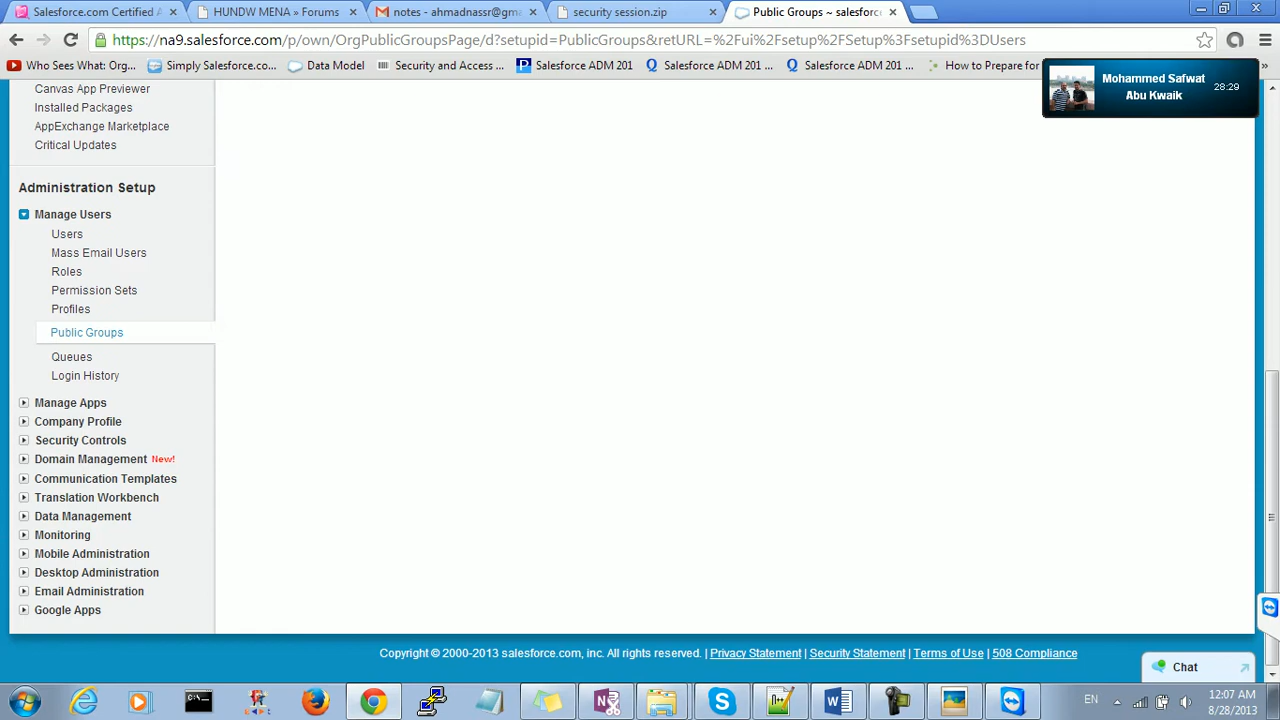 Salesforce.com Certified A
HUNDW MENA » Forums
notes - ahmadnassr@gma
security session.zip
Public Groups ~ salesforc
https://na9.salesforce.com/p/own/OrgPublicGroupsPage/d?setupid=PublicGroups&retURL=%2Fui%2Fsetup%2FSetup%3Fsetupid%3DUsers
Who Sees What: Org...
Simply Salesforce.co...
Data Model
Security and Access ...
Salesforce ADM 201
Salesforce ADM 201 ...
Salesforce ADM 201 ...
How to Prepare for
»
Mohammed Safwat
Abu Kwaik
28:29
Canvas App Previewer
Installed Packages
AppExchange Marketplace
Critical Updates
Administration Setup
Manage Users
Users
Mass Email Users
Roles
Permission Sets
Profiles
Public Groups
Queues
Login History
Manage Apps
Company Profile
Security Controls
Domain Management New!
Communication Templates
Translation Workbench
Data Management
Monitoring
Mobile Administration
Desktop Administration
Email Administration
Google Apps
Copyright © 2000-2013 salesforce.com, inc. All rights reserved. | Privacy Statement | Security Statement | Terms of Use | 508 Compliance
Chat
EN
12:07 AM
8/28/2013